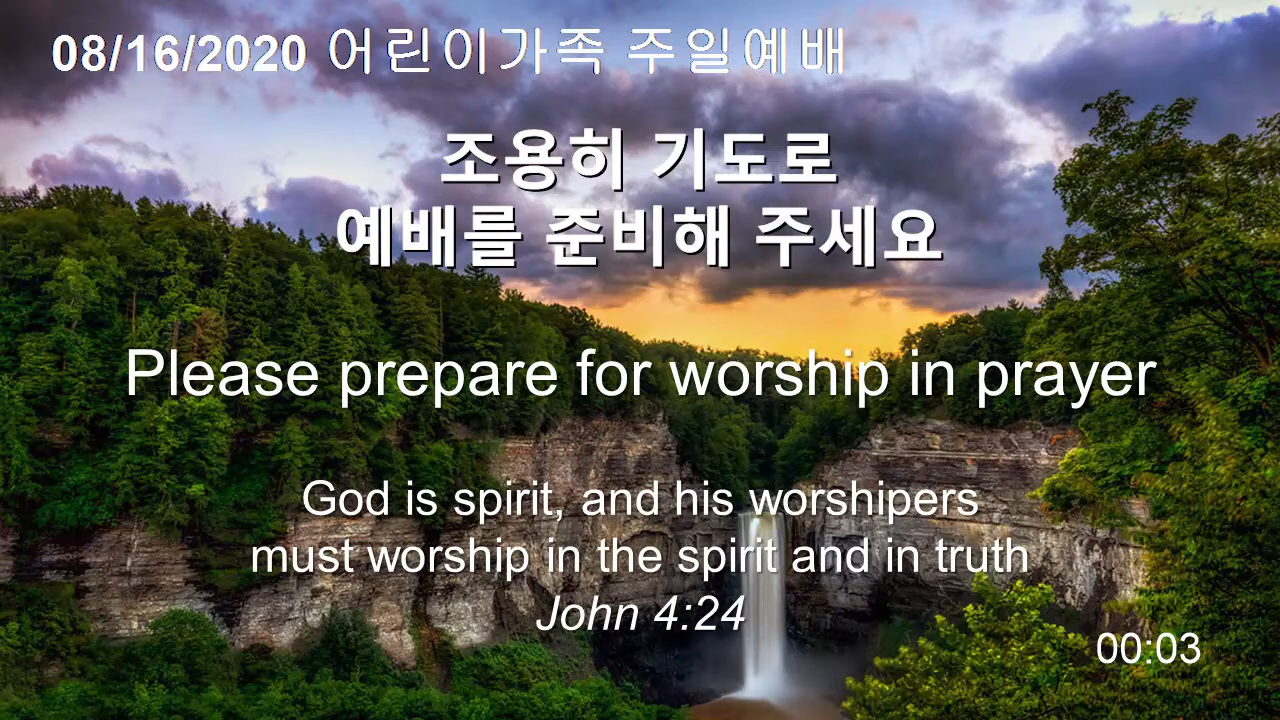 08/16/2020 어린이가족 주일예배
조용히 기도로
예배를 준비해 주세요
Please prepare for worship in prayer
God is spirit, and his worshipers
must worship in the spirit and in truth
John 4:24
00:03